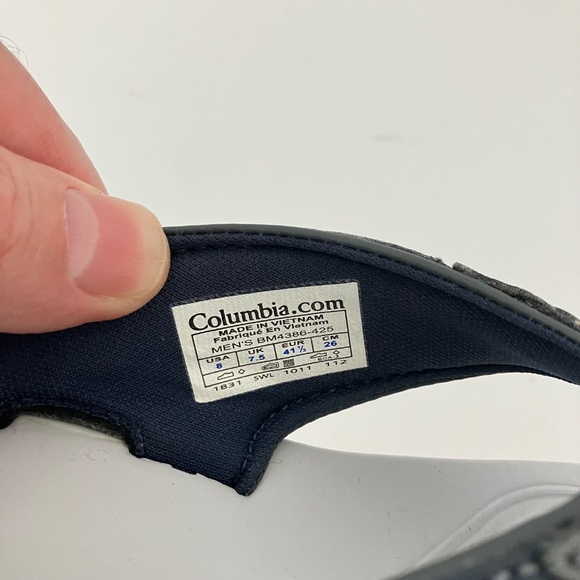 Columbia.com
MADE IN VIETNAM
Fabriqué En Vietnam
MEN'S BM4386-425
USA UK EUR CM
8 7.5 41½ 26
1831 SWL 1011 112